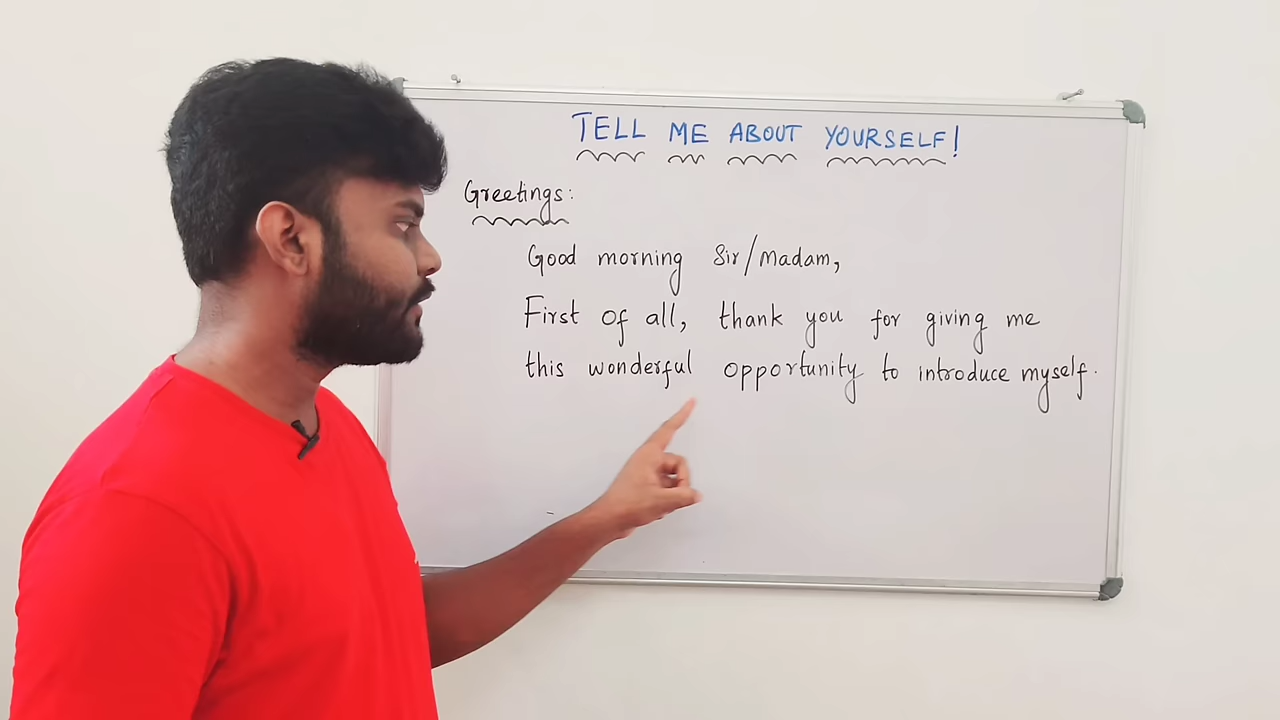 TELL ME ABOUT YOURSELF!
Greetings:
Good morning Sir/Madam,
First of all, thank you for giving me
this wonderful opportunity to introduce myself.